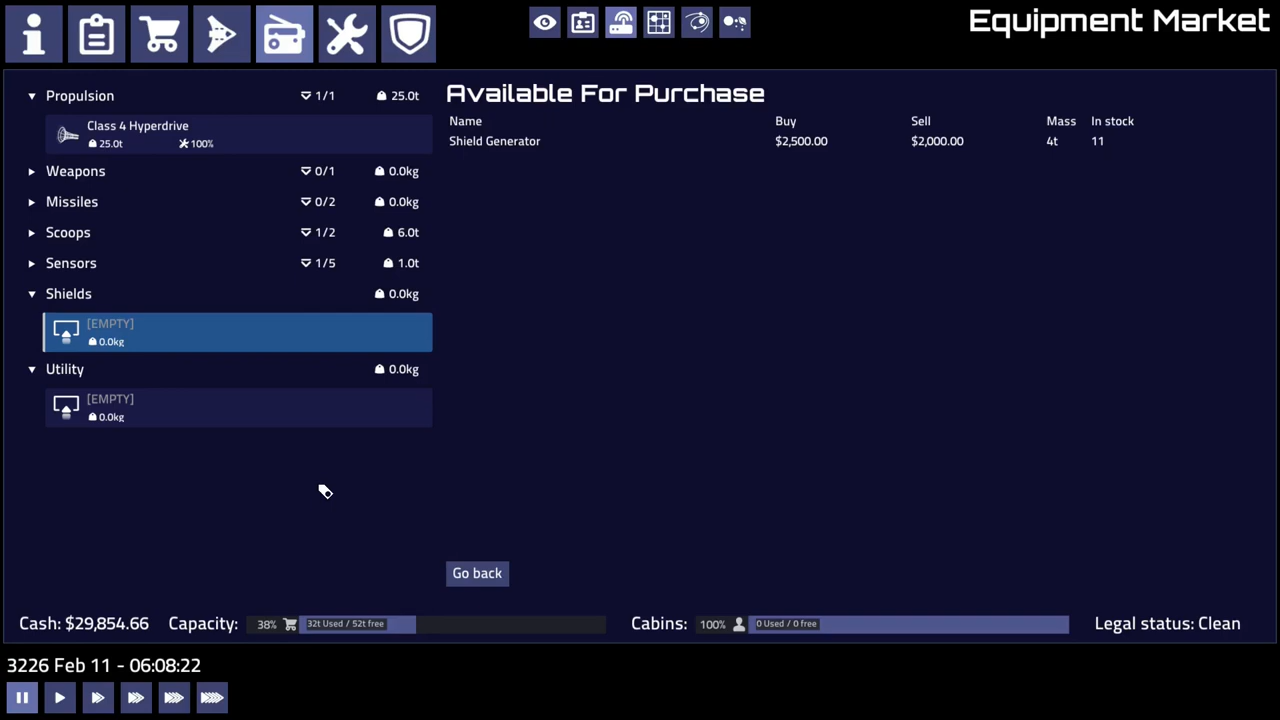 Equipment Market
Propulsion 1/1 25.0t
Class 4 Hyperdrive
25.0t 100%
Weapons 0/1 0.0kg
Missiles 0/2 0.0kg
Scoops 1/2 6.0t
Sensors 1/5 1.0t
Shields 0.0kg
[EMPTY]
0.0kg
Utility 0.0kg
[EMPTY]
0.0kg
Available For Purchase
Name Buy Sell Mass In stock
Shield Generator $2,500.00 $2,000.00 4t 11
Go back
Cash: $29,854.66 Capacity: 38% 32t Used / 52t free Cabins: 100% 0 Used / 0 free Legal status: Clean
3226 Feb 11 - 06:08:22